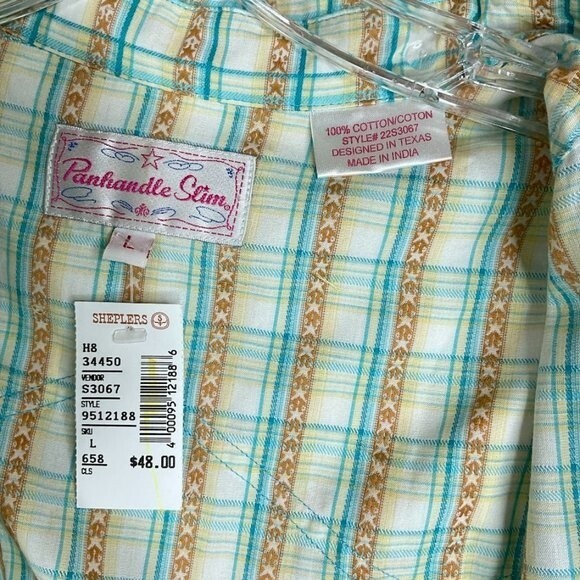 Panhandle Slim®
L
100% COTTON/COTON
STYLE# 22S3067
DESIGNED IN TEXAS
MADE IN INDIA
SHEPLERS
H8
34450
VENDOR
S3067
STYLE
9512188
SKU
L
658
CLS
$48.00
4 00095 12188 6